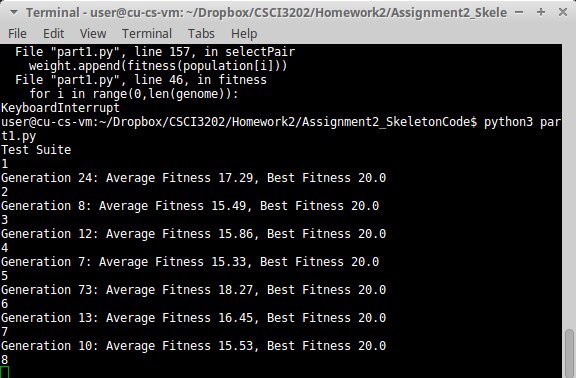 Terminal - user@cu-cs-vm: ~/Dropbox/CSCI3202/Homework2/Assignment2_Skele
File Edit View Terminal Tabs Help
  File "part1.py", line 157, in selectPair
    weight.append(fitness(population[i]))
  File "part1.py", line 46, in fitness
    for i in range(0,len(genome)):
KeyboardInterrupt
user@cu-cs-vm:~/Dropbox/CSCI3202/Homework2/Assignment2_SkeletonCode$ python3 par
t1.py
Test Suite
1
Generation 24: Average Fitness 17.29, Best Fitness 20.0
2
Generation 8: Average Fitness 15.49, Best Fitness 20.0
3
Generation 12: Average Fitness 15.86, Best Fitness 20.0
4
Generation 7: Average Fitness 15.33, Best Fitness 20.0
5
Generation 73: Average Fitness 18.27, Best Fitness 20.0
6
Generation 13: Average Fitness 16.45, Best Fitness 20.0
7
Generation 10: Average Fitness 15.53, Best Fitness 20.0
8